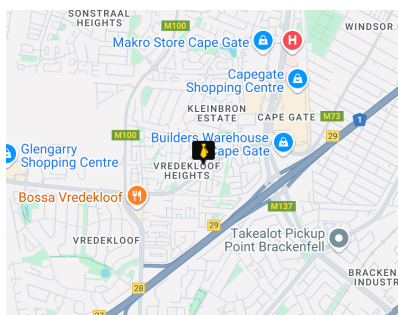 SONSTRAAL
HEIGHTS
M100
WINDSOR
Makro Store Cape Gate
H
Capegate
Shopping Centre
KLEINBRON
ESTATE
CAPE GATE
M73
1
M100
29
Builders Warehouse
Cape Gate
Glengarry
Shopping Centre
VREDEKLOOF
HEIGHTS
Bossa Vredekloof
M137
29
Takealot Pickup
Point Brackenfell
VREDEKLOOF
BRACKEN
INDUSTR
28
27